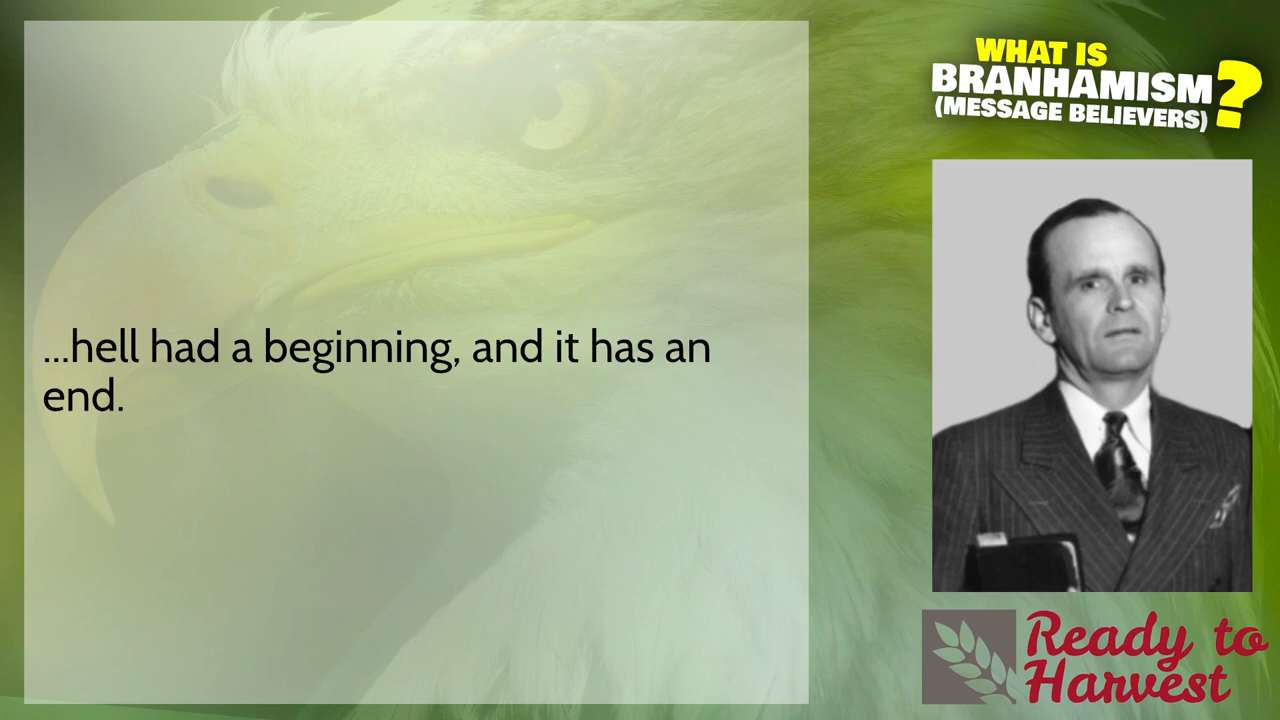 WHAT IS
BRANHAMISM?
(MESSAGE BELIEVERS)
...hell had a beginning, and it has an
end.
Ready to
Harvest